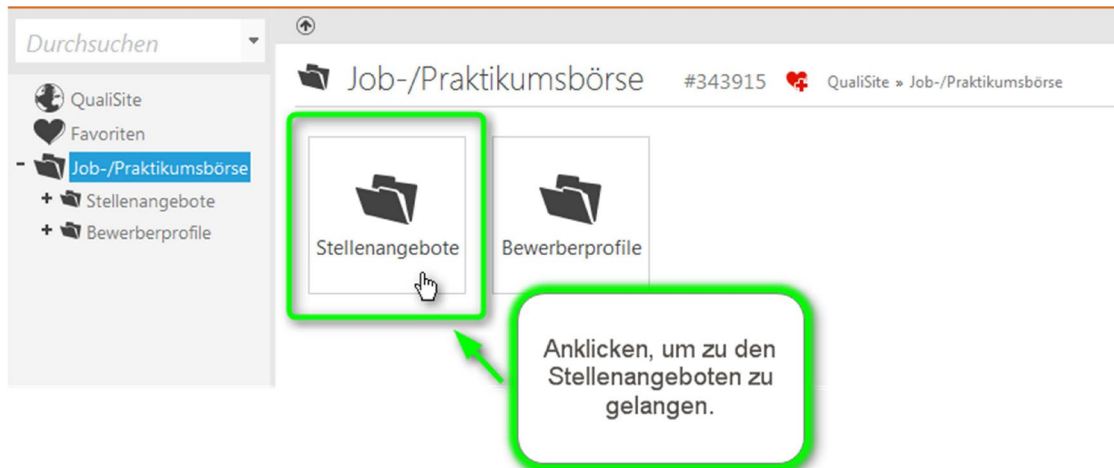 Durchsuchen
QualiSite
Favoriten
- Job-/Praktikumsbörse
+ Stellenangebote
+ Bewerberprofile
Job-/Praktikumsbörse #343915 QualiSite » Job-/Praktikumsbörse
Stellenangebote
Bewerberprofile
Anklicken, um zu den
Stellenangeboten zu
gelangen.